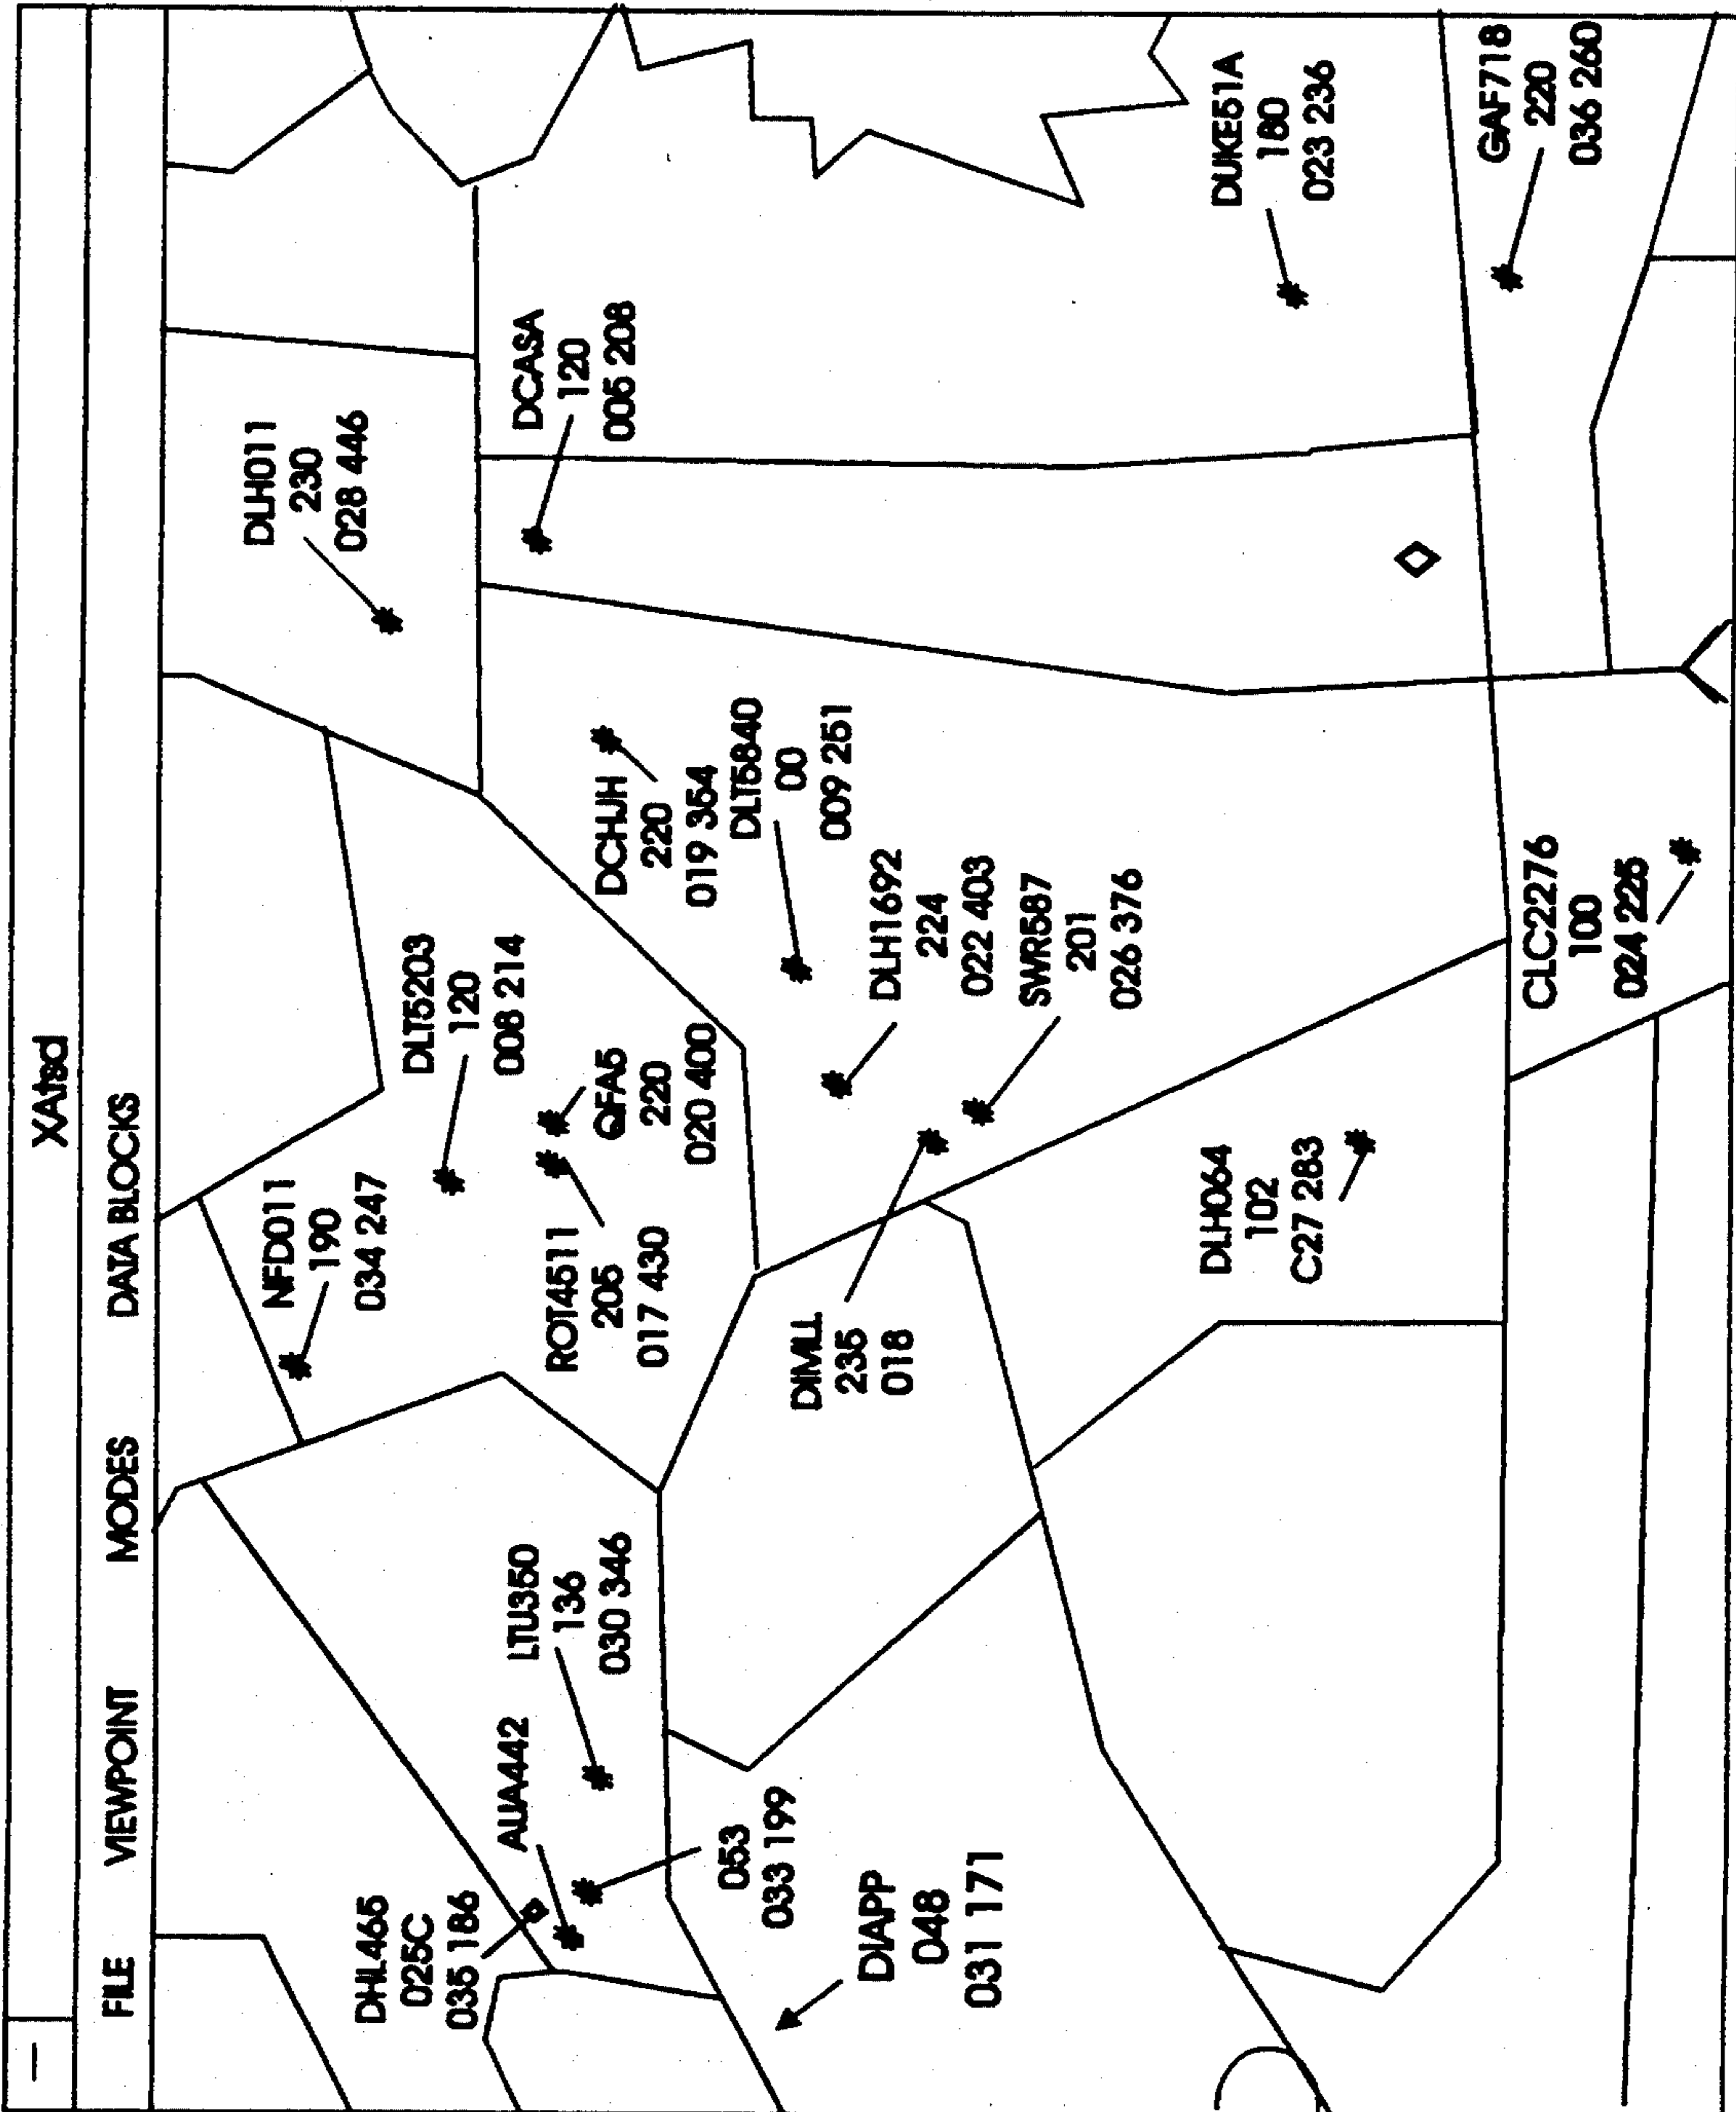 XAtsd
FILE VIEWPOINT MODES DATA BLOCKS
DLH011
230
028 446
NFD011
190
034 247
DHL465
025C
035 186
DLT5203
120
008 214
AUA442
LTU350
136
030 346
DCASA
120
005 208
ROT4511
205
017 430
QFA5
220
020 400
DCHJJH
220
019 354
053
033 199
DLT5840
00
009 251
DIMILL
235
018
DIAPP
048
031 171
DLH1692
224
022 403
SWR587
201
026 376
DLH064
102
C27 283
DUKE51A
180
023 236
GAF718
220
036 260
CLC2276
100
024 225